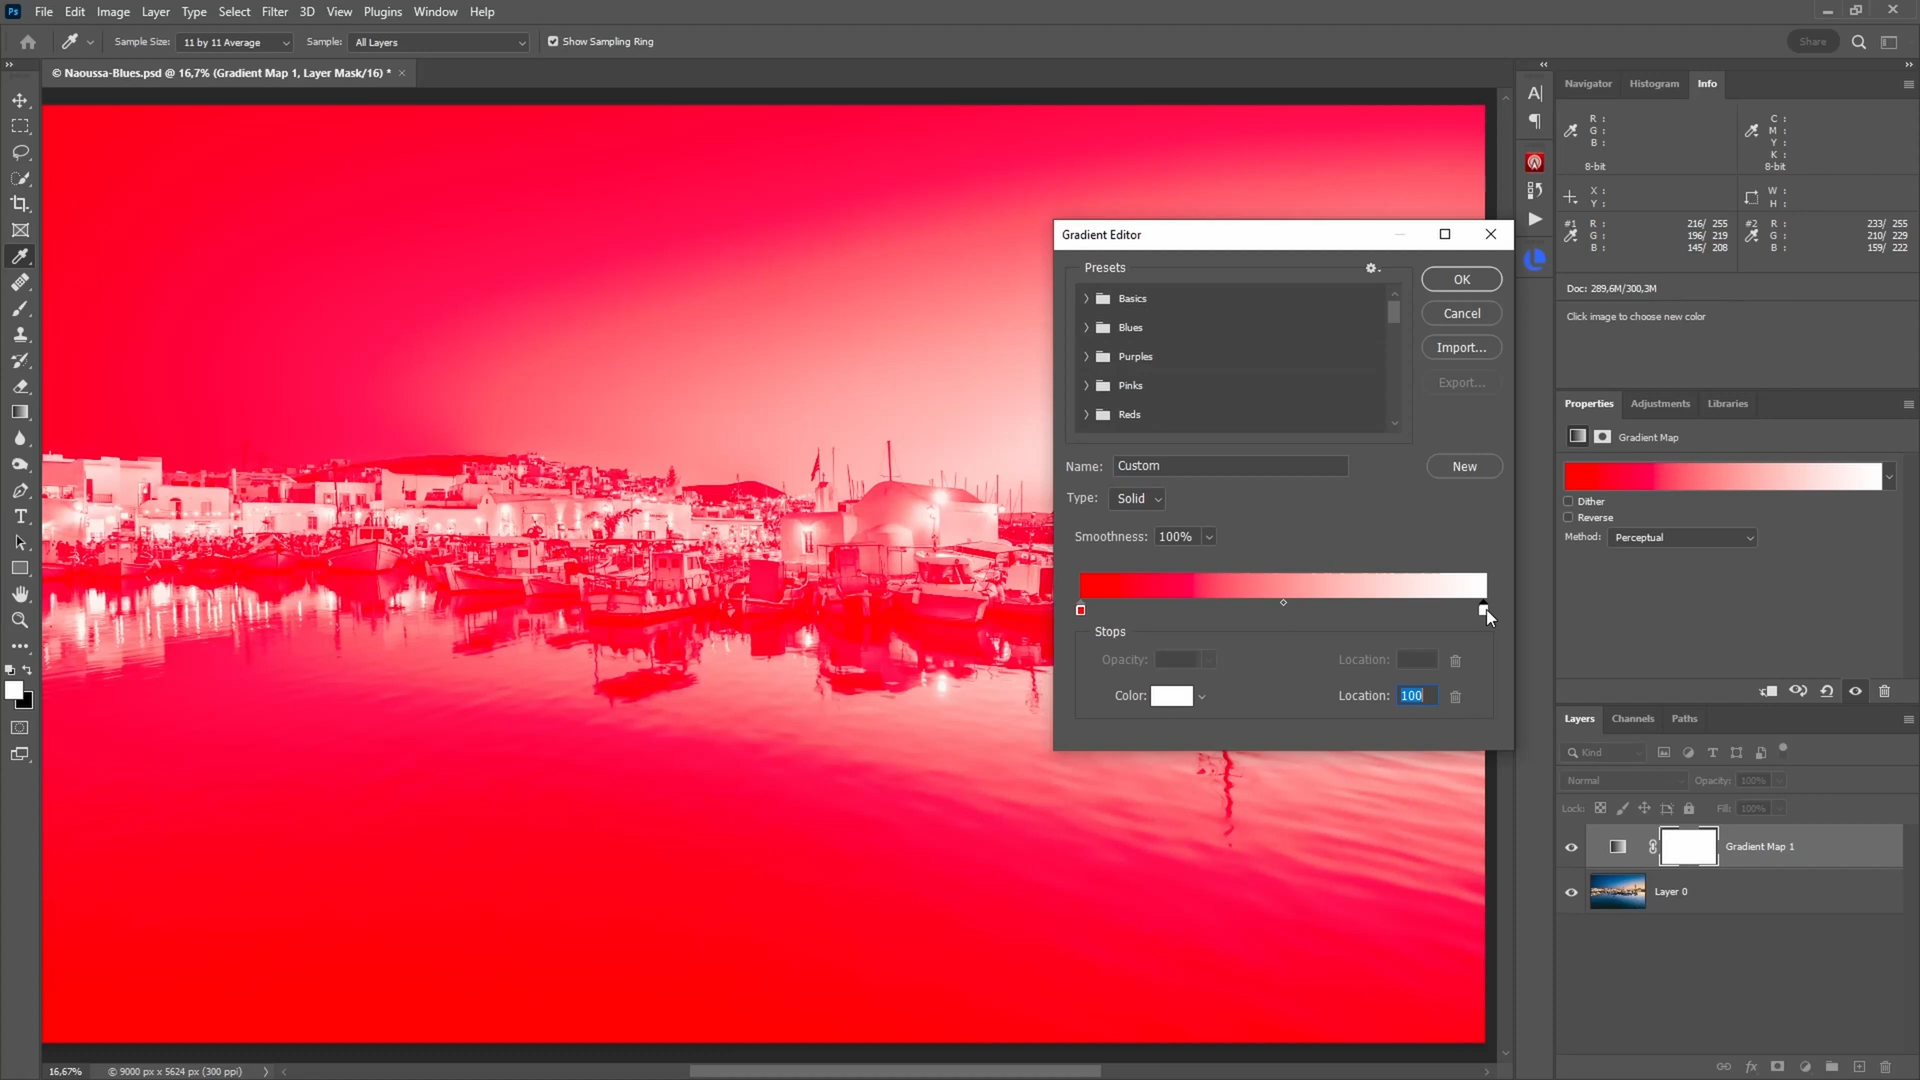 Ps File Edit Image Layer Type Select Filter 3D View Plugins Window Help
Sample Size: 11 by 11 Average Sample: All Layers Show Sampling Ring Share
© Naoussa-Blues.psd @ 16,7% (Gradient Map 1, Layer Mask/16) * ×
Navigator Histogram Info
R :
G :
B :
8-bit
C :
M :
Y :
K :
8-bit
X :
Y :
W :
H :
#1 R : 216/ 255
G : 196/ 219
B : 145/ 208
#2 R : 233/ 255
G : 210/ 229
B : 159/ 222
Doc: 289,6M/300,3M
Click image to choose new color
Gradient Editor
Presets
Basics
Blues
Purples
Pinks
Reds
OK
Cancel
Import...
Export...
Name: Custom
New
Type: Solid
Smoothness: 100%
Stops
Opacity: Location:
Color: Location: 100
Properties Adjustments Libraries
Gradient Map
Dither
Reverse
Method: Perceptual
Layers Channels Paths
Kind
Normal Opacity: 100%
Lock: Fill: 100%
Gradient Map 1
Layer 0
16,67% © 9000 px x 5624 px (300 ppi)